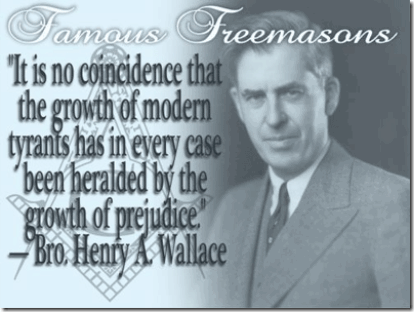 Famous Freemasons
"It is no coincidence that
the growth of modern
tyrants has in every case
been heralded by the
growth of prejudice."
— Bro. Henry A. Wallace